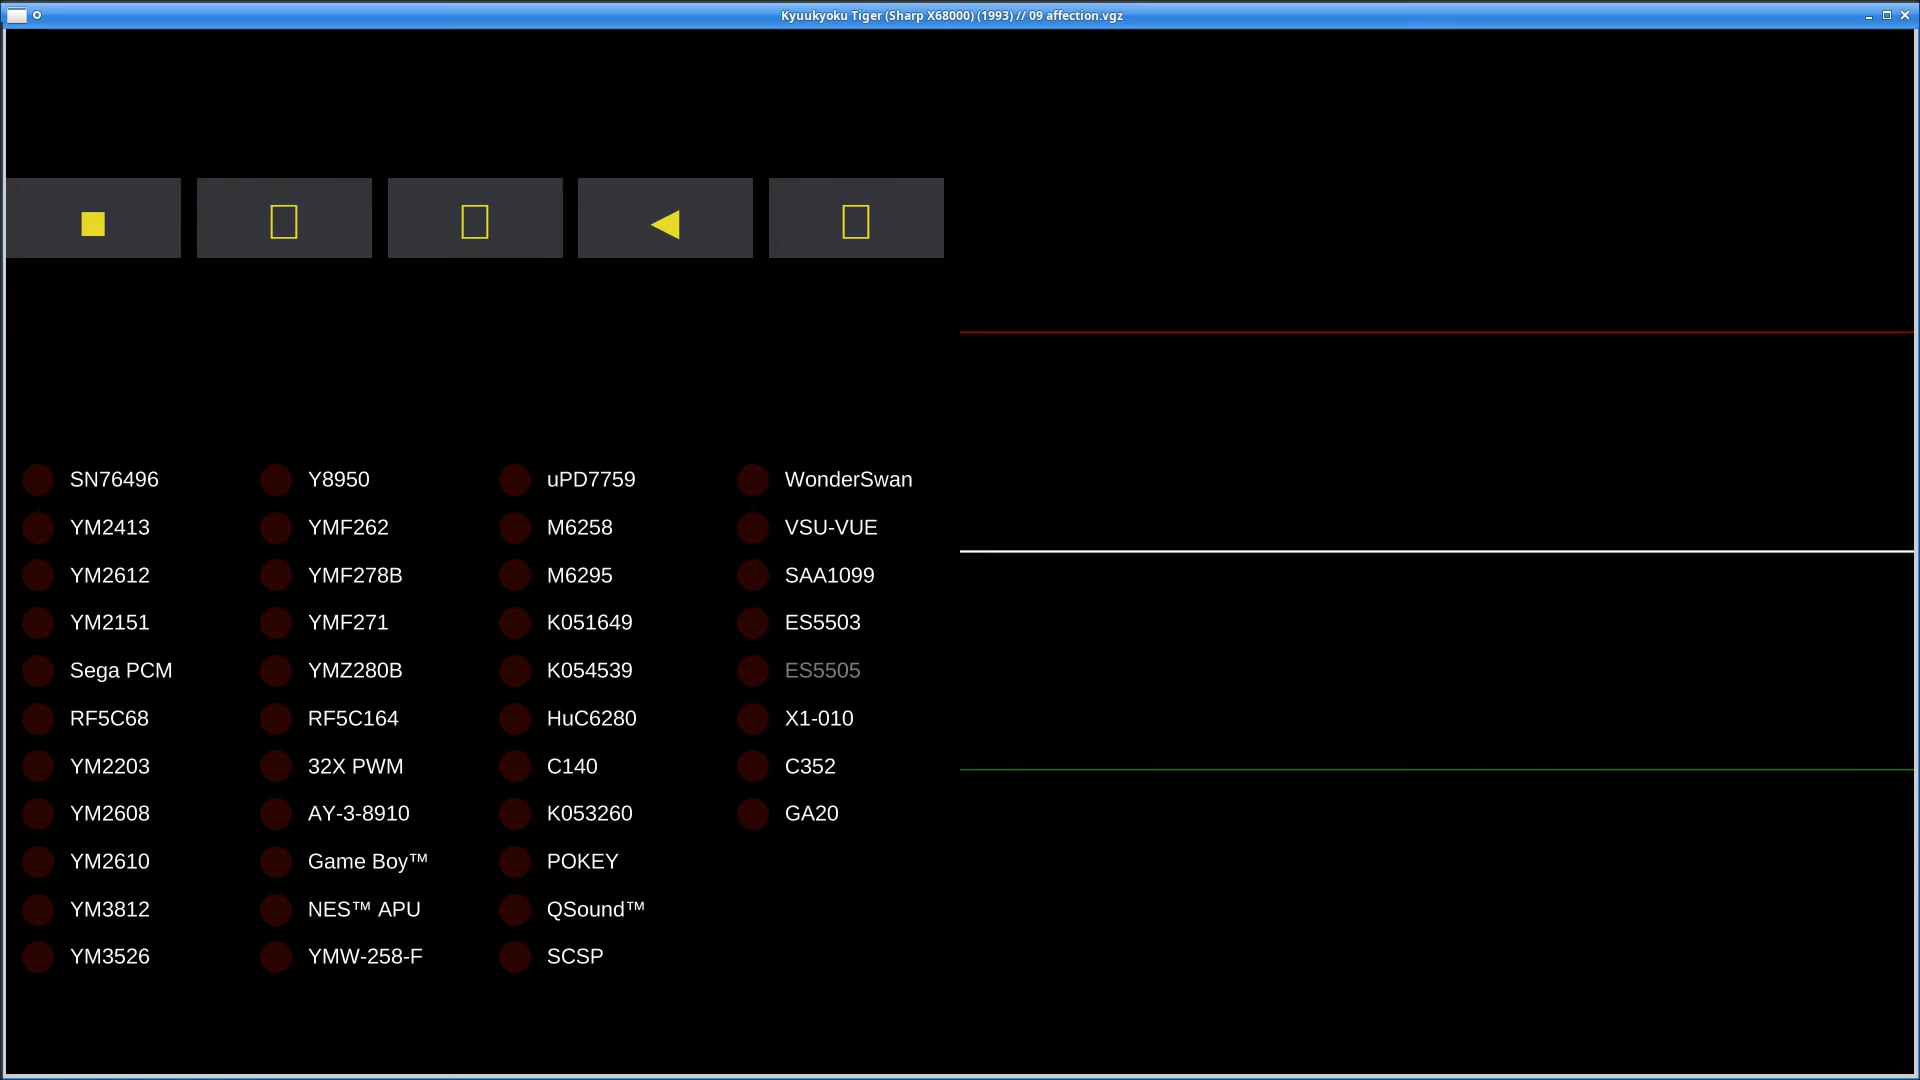 Kyuukyoku Tiger (Sharp X68000) (1993) // 09 affection.vgz
SN76496
YM2413
YM2612
YM2151
Sega PCM
RF5C68
YM2203
YM2608
YM2610
YM3812
YM3526
Y8950
YMF262
YMF278B
YMF271
YMZ280B
RF5C164
32X PWM
AY-3-8910
Game Boy™
NES™ APU
YMW-258-F
uPD7759
M6258
M6295
K051649
K054539
HuC6280
C140
K053260
POKEY
QSound™
SCSP
WonderSwan
VSU-VUE
SAA1099
ES5503
ES5505
X1-010
C352
GA20